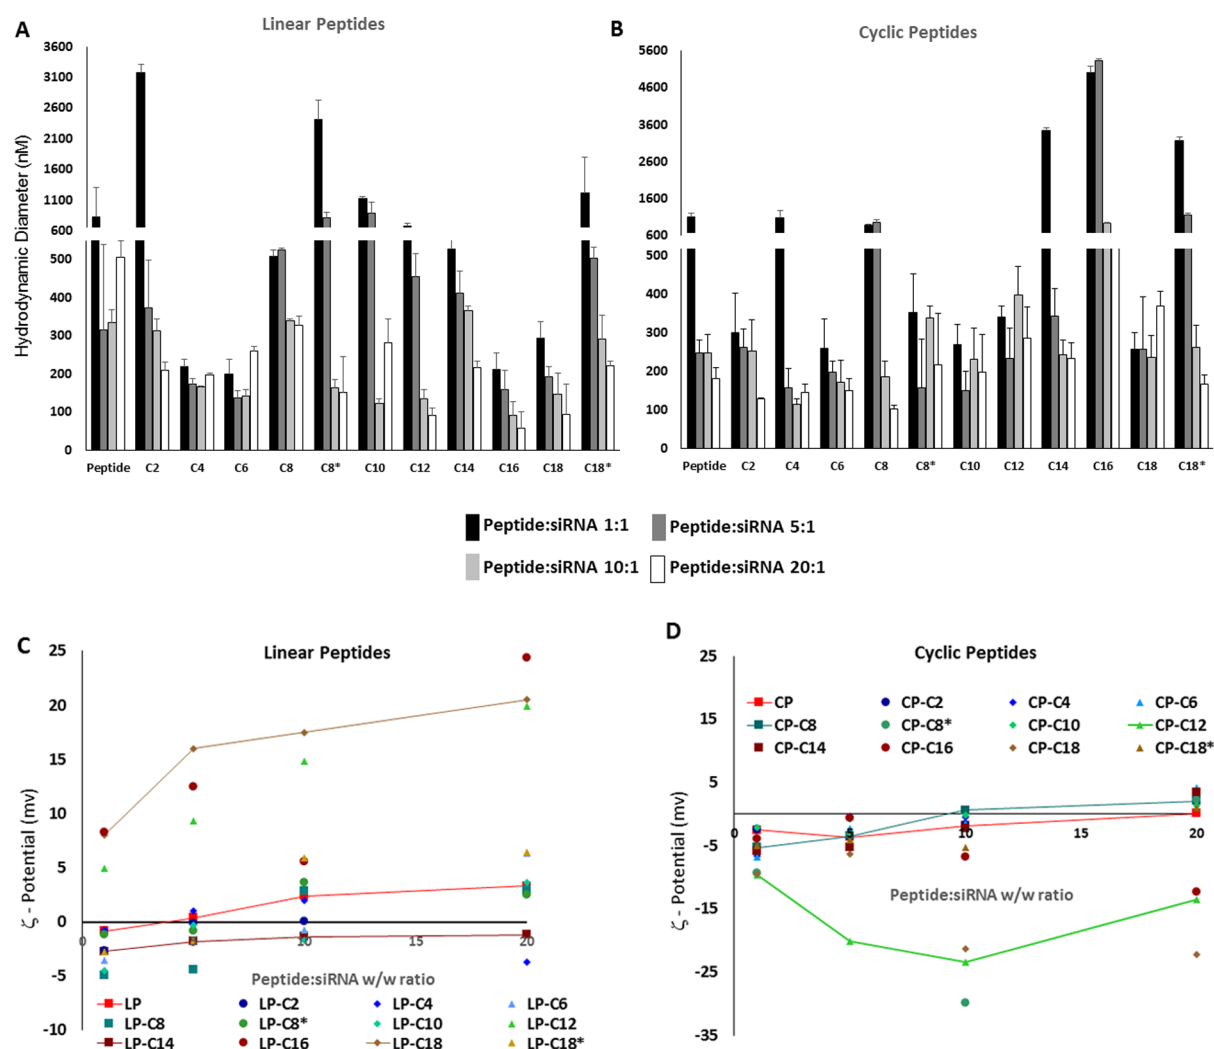 A
Linear Peptides
Hydrodynamic Diameter (nM)
3600
3100
2600
2100
1600
1100
600
500
400
300
200
100
0
Peptide C2 C4 C6 C8 C8* C10 C12 C14 C16 C18 C18*
B
Cyclic Peptides
5600
4600
3600
2600
1600
600
500
400
300
200
100
0
Peptide C2 C4 C6 C8 C8* C10 C12 C14 C16 C18 C18*
Peptide:siRNA 1:1 Peptide:siRNA 5:1
Peptide:siRNA 10:1 Peptide:siRNA 20:1
C
Linear Peptides
ζ - Potential (mv)
25
20
15
10
5
0
-5
-10
0 10 20
Peptide:siRNA w/w ratio
LP LP-C2 LP-C4 LP-C6
LP-C8 LP-C8* LP-C10 LP-C12
LP-C14 LP-C16 LP-C18 LP-C18*
D
Cyclic Peptides
ζ - Potential (mv)
25
15
5
-5
-15
-25
-35
CP CP-C2 CP-C4 CP-C6
CP-C8 CP-C8* CP-C10 CP-C12
CP-C14 CP-C16 CP-C18 CP-C18*
0 5 10 15 20
Peptide:siRNA w/w ratio